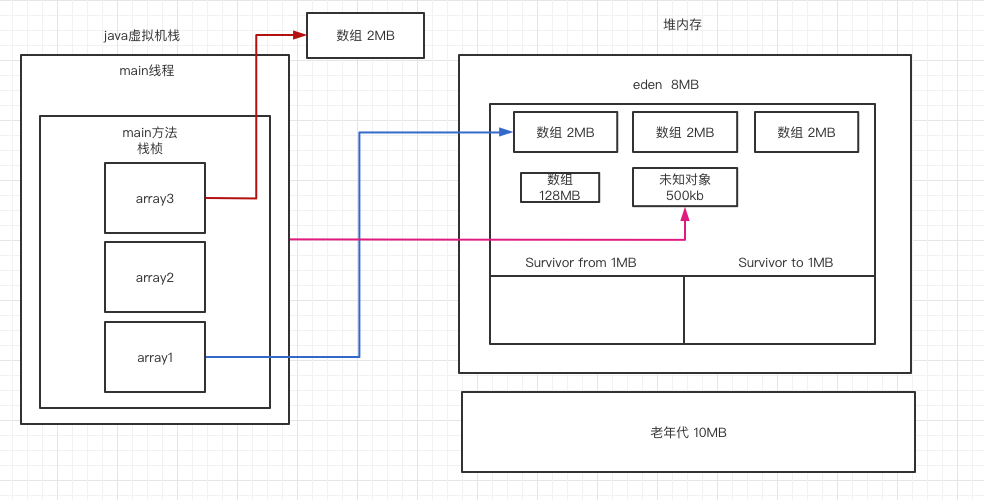 java虚拟机栈
数组 2MB
堆内存
main线程
eden 8MB
main方法
栈桢
数组 2MB
数组 2MB
数组 2MB
array3
数组
128MB
未知对象
500kb
array2
Survivor from 1MB
Survivor to 1MB
array1
老年代 10MB